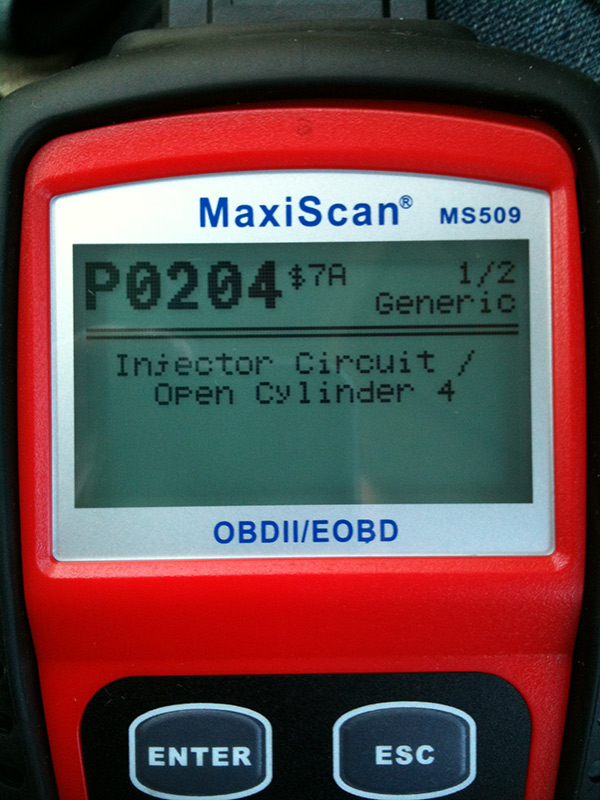 MaxiScan® MS509
P0204 $7A 1/2
Generic
Injector Circuit /
Open Cylinder 4
OBDII/EOBD
ENTER ESC